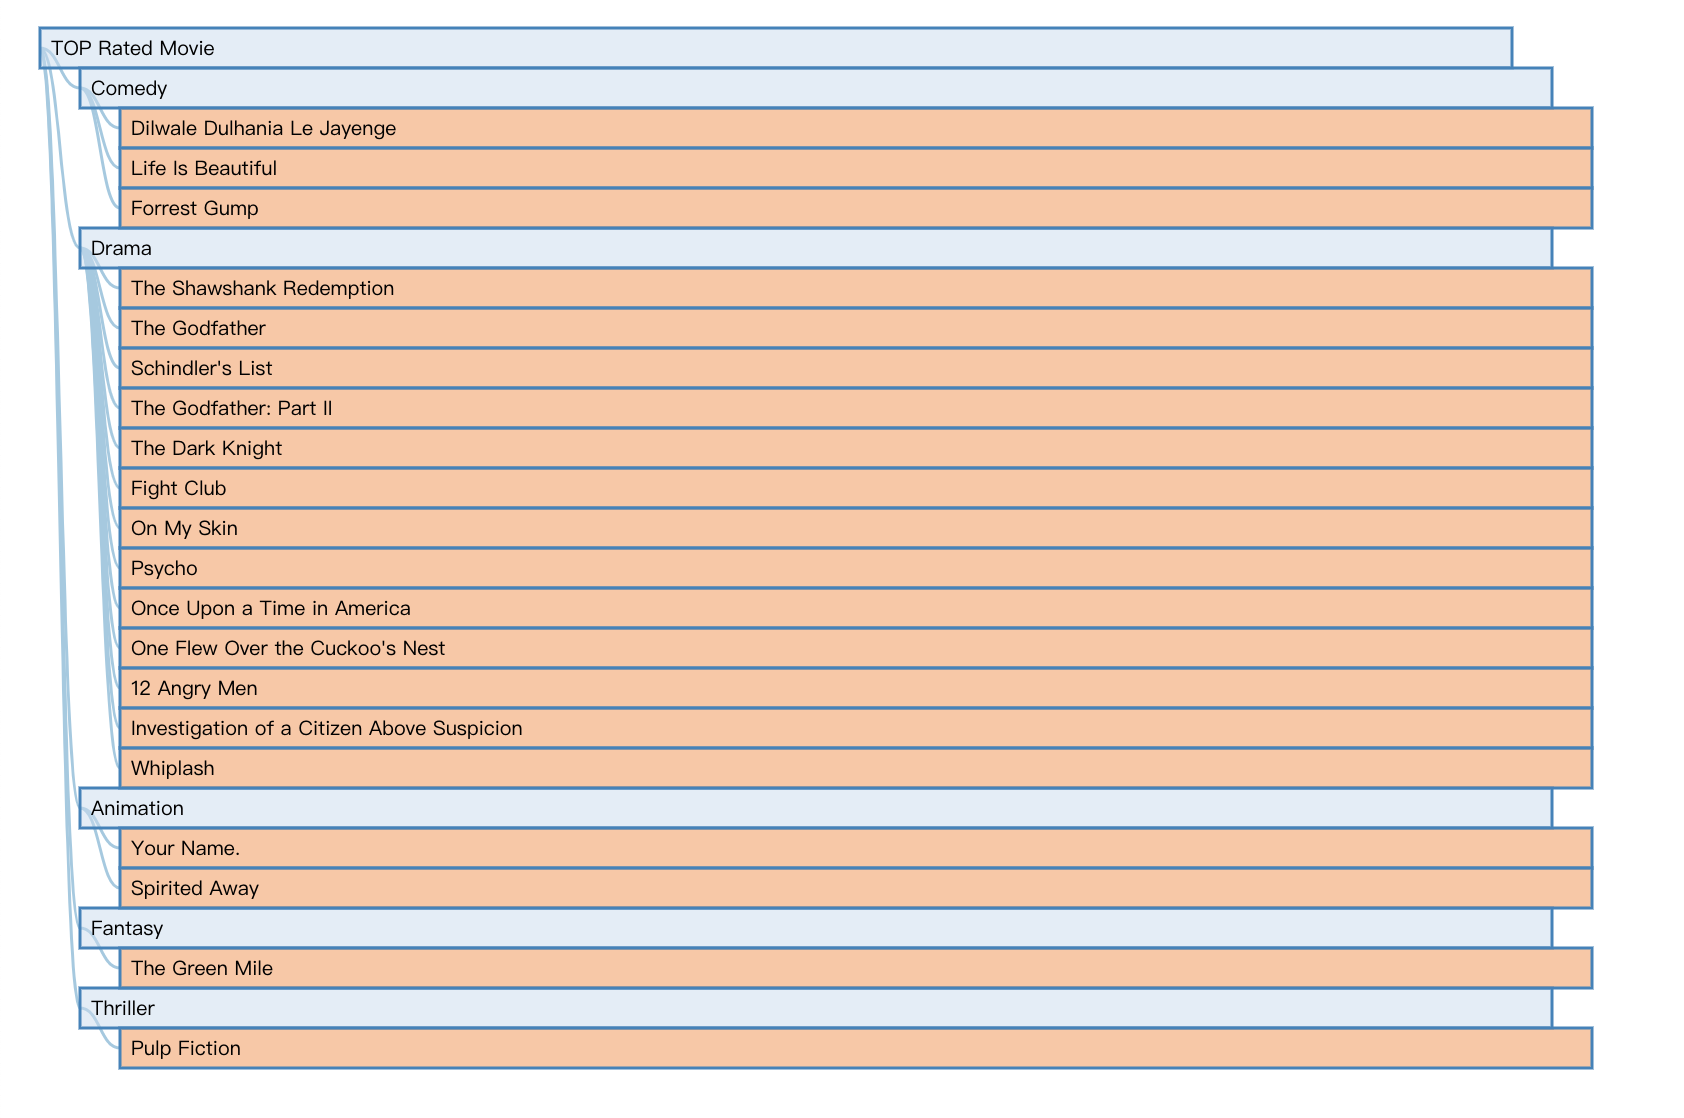 TOP Rated Movie
Comedy
Dilwale Dulhania Le Jayenge
Life Is Beautiful
Forrest Gump
Drama
The Shawshank Redemption
The Godfather
Schindler's List
The Godfather: Part II
The Dark Knight
Fight Club
On My Skin
Psycho
Once Upon a Time in America
One Flew Over the Cuckoo's Nest
12 Angry Men
Investigation of a Citizen Above Suspicion
Whiplash
Animation
Your Name.
Spirited Away
Fantasy
The Green Mile
Thriller
Pulp Fiction